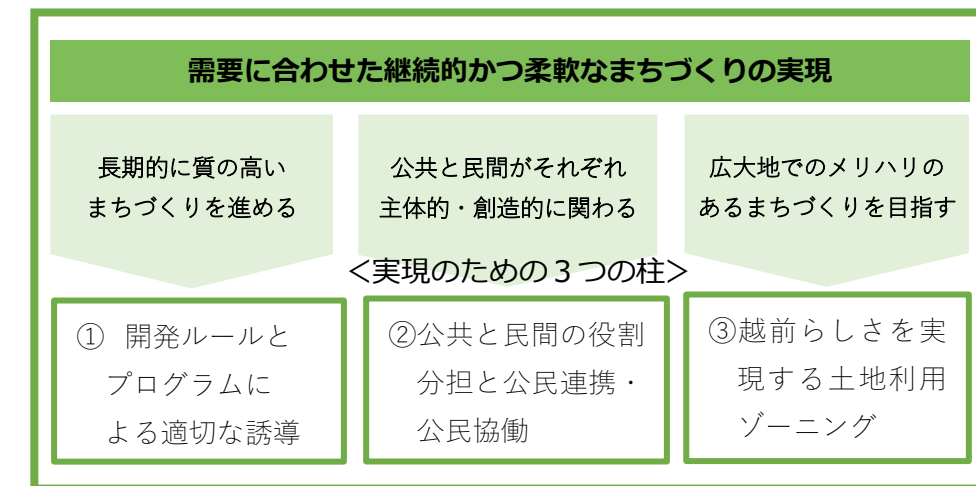 需要に合わせた継続的かつ柔軟なまちづくりの実現
長期的に質の高い
まちづくりを進める
公共と民間がそれぞれ
主体的・創造的に関わる
広大地でのメリハリの
あるまちづくりを目指す
＜実現のための３つの柱＞
① 開発ルールと
プログラムに
よる適切な誘導
②公共と民間の役割
分担と公民連携・
公民協働
③越前らしさを実
現する土地利用
ゾーニング